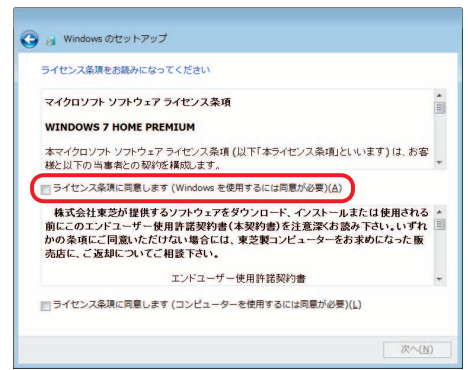 Windows のセットアップ
ライセンス条項をお読みになってください
マイクロソフト ソフトウェア ライセンス条項
WINDOWS 7 HOME PREMIUM
本マイクロソフト ソフトウェア ライセンス条項 (以下「本ライセンス条項」といいます) は、お客
様と以下の当事者との契約を構成します。
ライセンス条項に同意します (Windows を使用するには同意が必要)(A)
株式会社東芝が提供するソフトウェアをダウンロード、インストールまたは使用される
前にこのエンドユーザー使用許諾契約書(本契約書)を注意深くお読み下さい。いずれ
かの条項にご同意いただけない場合には、東芝製コンピューターをお求めになった販
売店に、ご返却についてご相談下さい。
エンドユーザー使用許諾契約書
ライセンス条項に同意します (コンピューターを使用するには同意が必要)(L)
次へ(N)